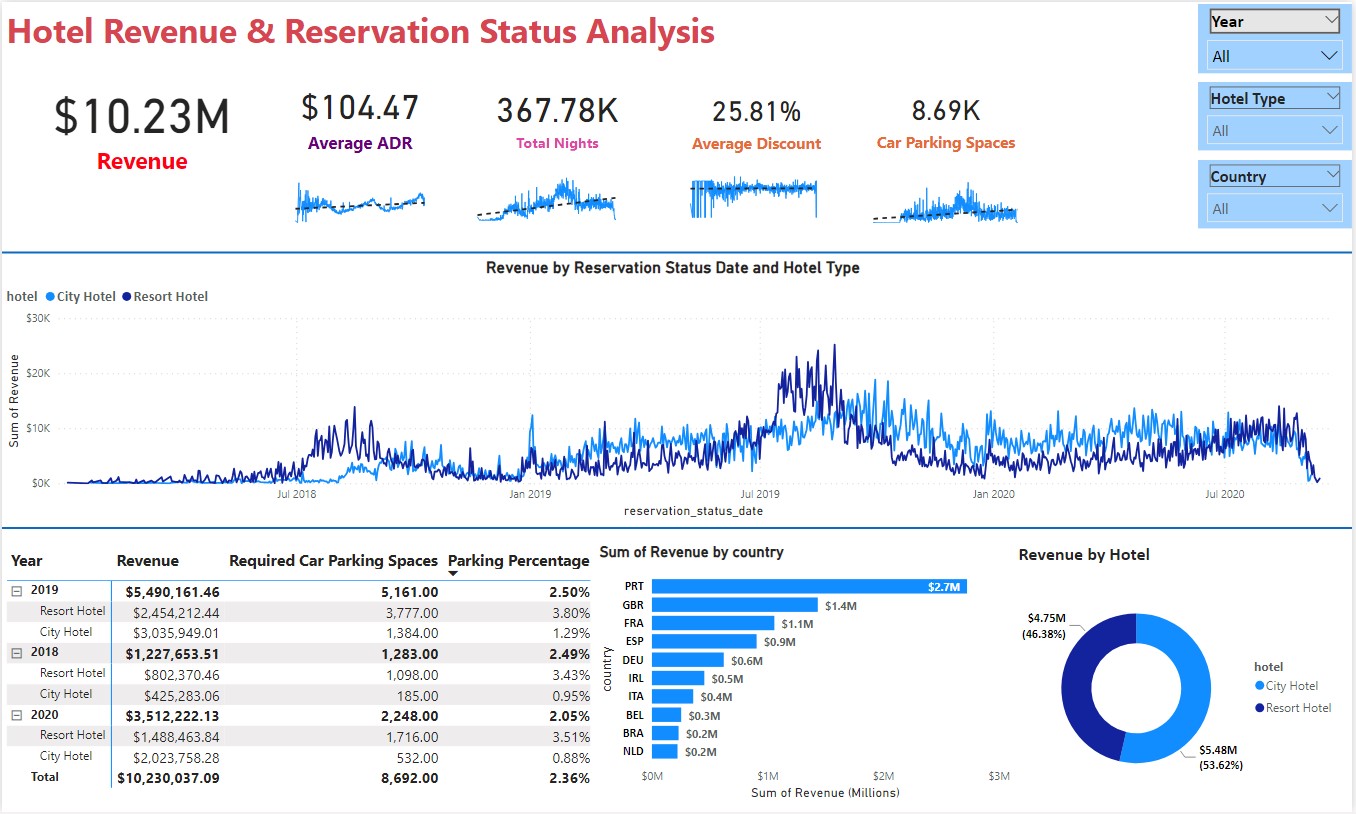 Hotel Revenue & Reservation Status Analysis
Year
All
Hotel Type
All
Country
All
$10.23M
Revenue
$104.47
Average ADR
367.78K
Total Nights
25.81%
Average Discount
8.69K
Car Parking Spaces
Revenue by Reservation Status Date and Hotel Type
hotel City Hotel Resort Hotel
Sum of Revenue
$30K
$20K
$10K
$0K
Jul 2018 Jan 2019 Jul 2019 Jan 2020 Jul 2020
reservation_status_date
Year Revenue Required Car Parking Spaces Parking Percentage
2019 $5,490,161.46 5,161.00 2.50%
Resort Hotel $2,454,212.44 3,777.00 3.80%
City Hotel $3,035,949.01 1,384.00 1.29%
2018 $1,227,653.51 1,283.00 2.49%
Resort Hotel $802,370.46 1,098.00 3.43%
City Hotel $425,283.06 185.00 0.95%
2020 $3,512,222.13 2,248.00 2.05%
Resort Hotel $1,488,463.84 1,716.00 3.51%
City Hotel $2,023,758.28 532.00 0.88%
Total $10,230,037.09 8,692.00 2.36%
Sum of Revenue by country
country
PRT $2.7M
GBR $1.4M
FRA $1.1M
ESP $0.9M
DEU $0.6M
IRL $0.5M
ITA $0.4M
BEL $0.3M
BRA $0.2M
NLD $0.2M
$0M $1M $2M $3M
Sum of Revenue (Millions)
Revenue by Hotel
$4.75M
(46.38%)
$5.48M
(53.62%)
hotel
City Hotel
Resort Hotel